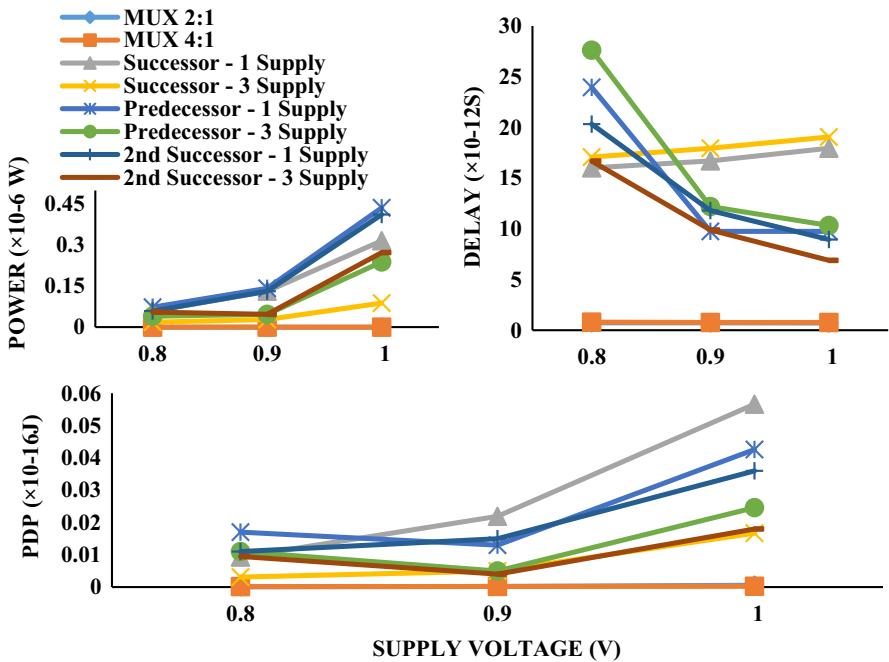 MUX 2:1
MUX 4:1
Successor - 1 Supply
Successor - 3 Supply
Predecessor - 1 Supply
Predecessor - 3 Supply
2nd Successor - 1 Supply
2nd Successor - 3 Supply
POWER (×10-6 W)
0.45
0.3
0.15
0
0.8
0.9
1
DELAY (×10-12S)
30
25
20
15
10
5
0
0.8
0.9
1
PDP (×10-16J)
0.06
0.05
0.04
0.03
0.02
0.01
0
0.8
0.9
1
SUPPLY VOLTAGE (V)